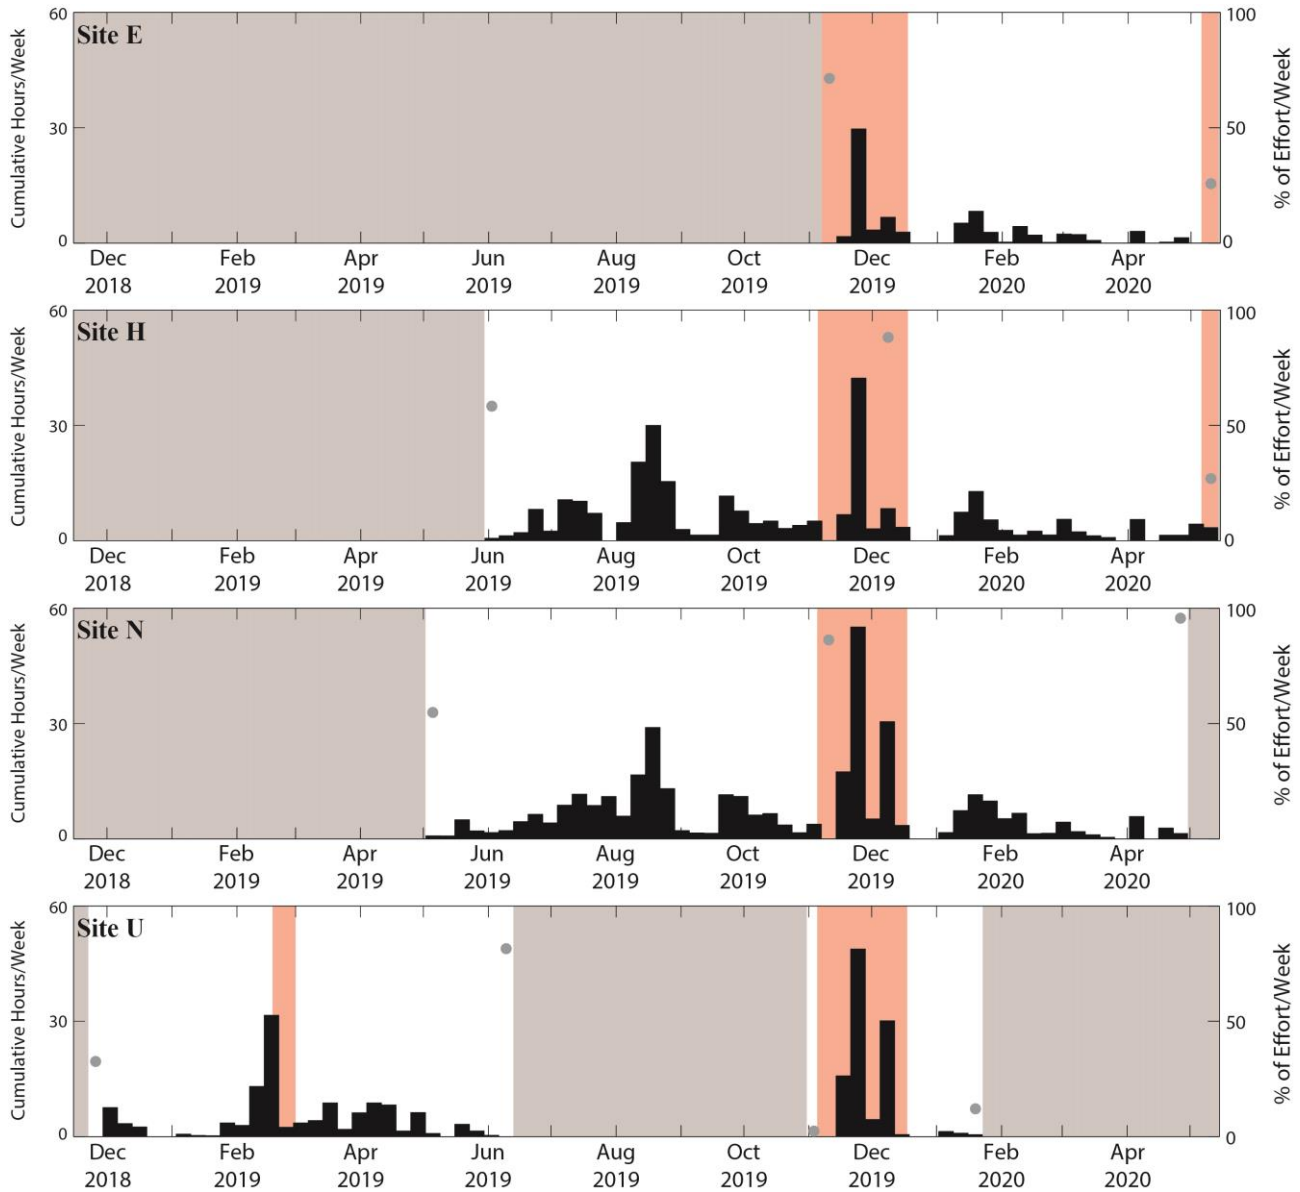 Site E
Cumulative Hours/Week
% of Effort/Week
60
30
0
100
50
0
Dec Feb Apr Jun Aug Oct Dec Feb Apr
2018 2019 2019 2019 2019 2019 2019 2020 2020
Site H
Cumulative Hours/Week
% of Effort/Week
60
30
0
100
50
0
Dec Feb Apr Jun Aug Oct Dec Feb Apr
2018 2019 2019 2019 2019 2019 2019 2020 2020
Site N
Cumulative Hours/Week
% of Effort/Week
60
30
0
100
50
0
Dec Feb Apr Jun Aug Oct Dec Feb Apr
2018 2019 2019 2019 2019 2019 2019 2020 2020
Site U
Cumulative Hours/Week
% of Effort/Week
60
30
0
100
50
0
Dec Feb Apr Jun Aug Oct Dec Feb Apr
2018 2019 2019 2019 2019 2019 2019 2020 2020